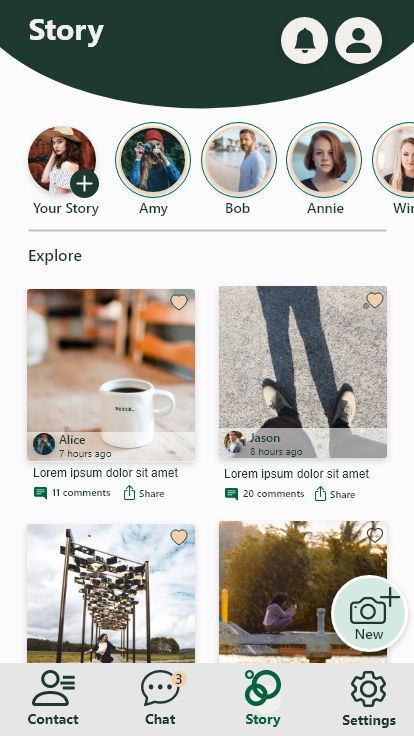 Story
Your Story
Amy
Bob
Annie
Explore
Alice
7 hours ago
Lorem ipsum dolor sit amet
11 comments
Share
Jason
8 hours ago
Lorem ipsum dolor sit amet
20 comments
Share
New
Contact
3
Chat
Story
Settings